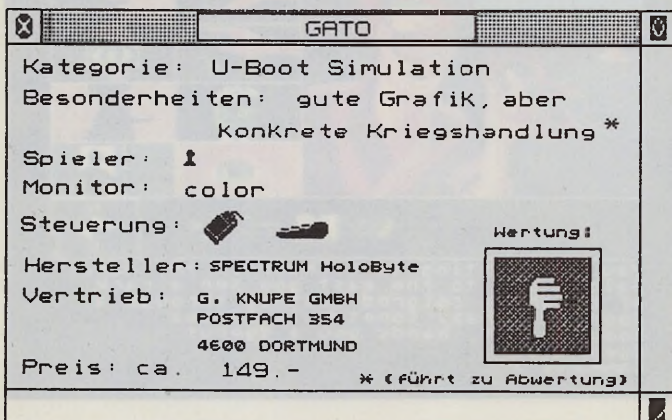 GATO
Kategorie: U-Boot Simulation
Besonderheiten: gute Grafik, aber
Konkrete Kriegshandlung *
Spieler:
Monitor: color
Steuerung:
Wertung:
Hersteller: SPECTRUM HoloByte
Vertrieb: G. KNUPE GMBH
POSTFACH 354
4600 DORTMUND
Preis: ca. 149.-
* (führt zu Abwertung)